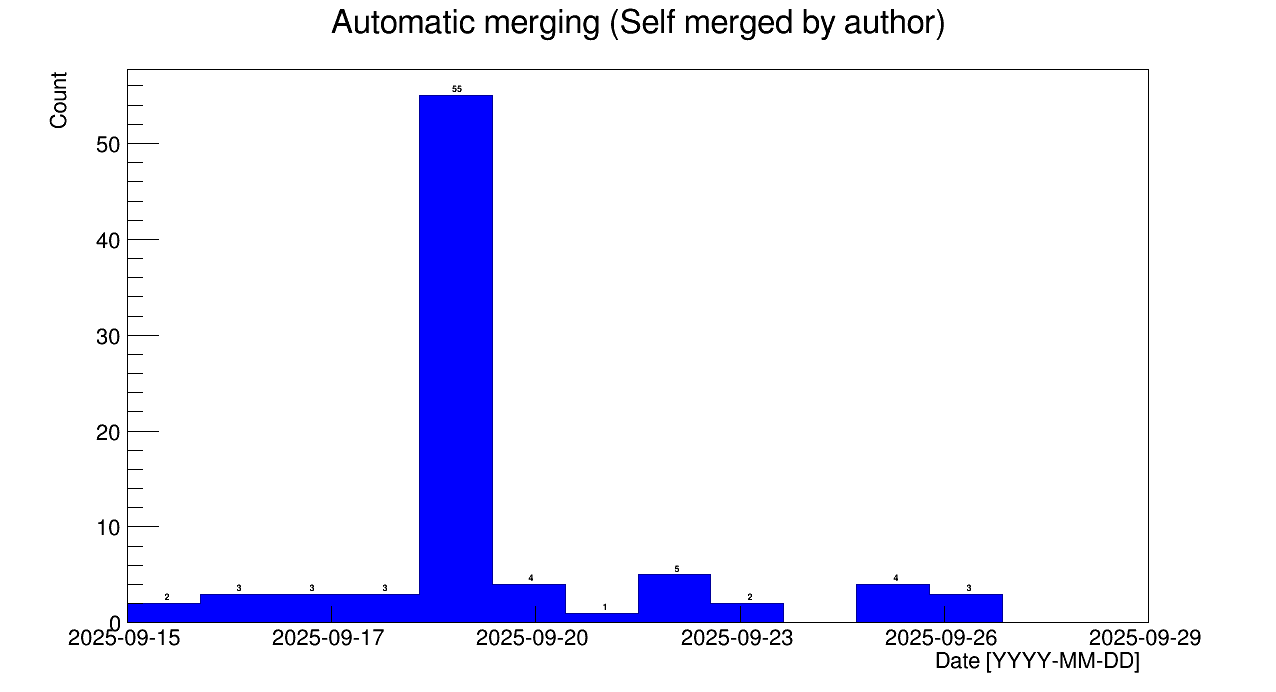 Automatic merging (Self merged by author)
Count
55
50
40
30
20
10
0
2 3 3 3 4 1 5 2 4 3
2025-09-15 2025-09-17 2025-09-20 2025-09-23 2025-09-26 2025-09-29
Date [YYYY-MM-DD]